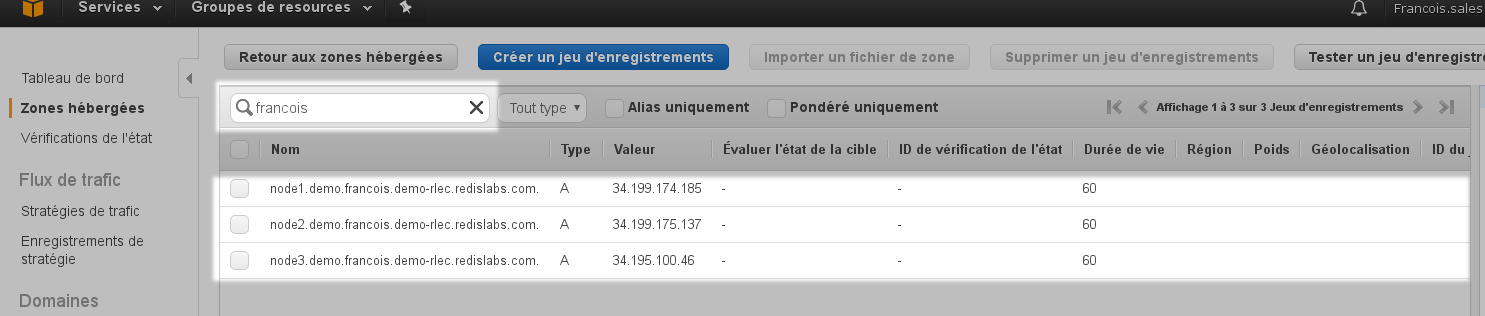 Services Groupes de ressources Francois.sales
Retour aux zones hébergées Créer un jeu d'enregistrements Importer un fichier de zone Supprimer un jeu d'enregistrements Tester un jeu d'enregistre
Tableau de bord
Zones hébergées
Vérifications de l'état
Flux de trafic
Stratégies de trafic
Enregistrements de
stratégie
Domaines
francois Tout type Alias uniquement Pondéré uniquement Affichage 1 à 3 sur 3 Jeux d'enregistrements
Nom Type Valeur Évaluer l'état de la cible ID de vérification de l'état Durée de vie Région Poids Géolocalisation ID du
node1.demo.francois.demo-rlec.redislabs.com. A 34.199.174.185 - - 60
node2.demo.francois.demo-rlec.redislabs.com. A 34.199.175.137 - - 60
node3.demo.francois.demo-rlec.redislabs.com. A 34.195.100.46 - - 60